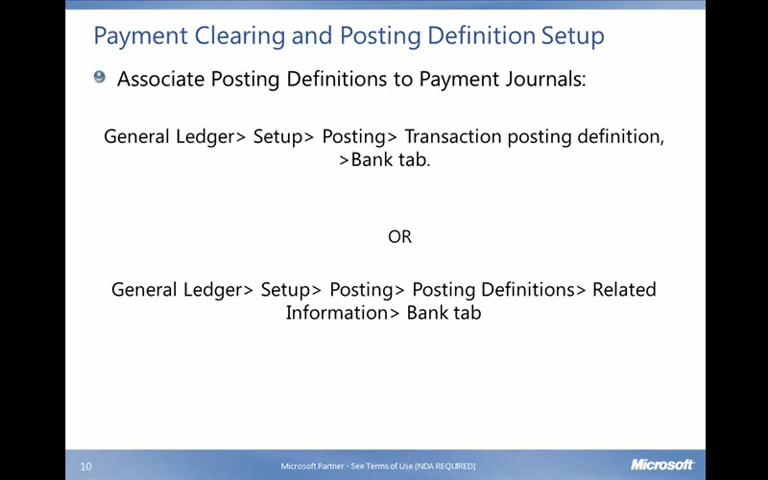 Payment Clearing and Posting Definition Setup
Associate Posting Definitions to Payment Journals:
General Ledger> Setup> Posting> Transaction posting definition,
>Bank tab.
OR
General Ledger> Setup> Posting> Posting Definitions> Related
Information> Bank tab
10
Microsoft Partner - See Terms of Use [NDA REQUIRED]
Microsoft